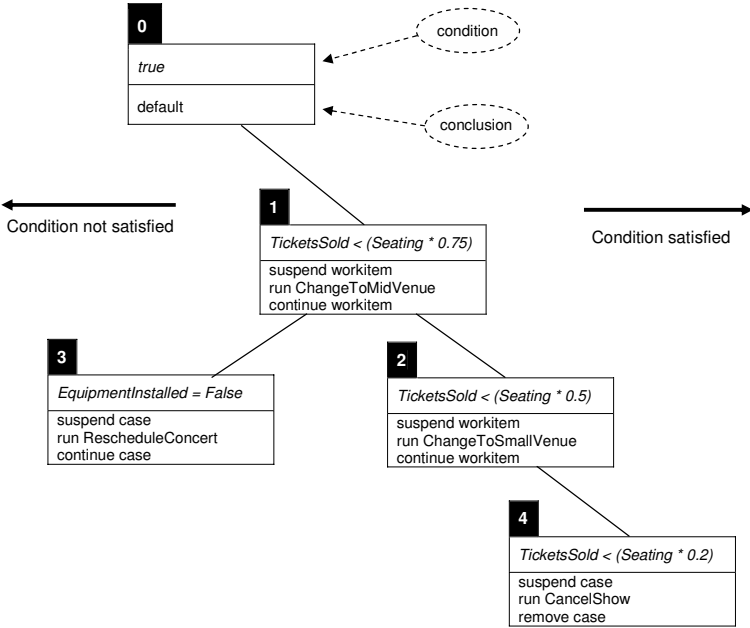 0
condition
true
default
conclusion
1
Condition not satisfied
Condition satisfied
TicketsSold < (Seating * 0.75)
suspend workitem
run ChangeToMidVenue
continue workitem
3
2
EquipmentInstalled = False
suspend case
run RescheduleConcert
continue case
TicketsSold < (Seating * 0.5)
suspend workitem
run ChangeToSmallVenue
continue workitem
4
TicketsSold < (Seating * 0.2)
suspend case
run CancelShow
remove case